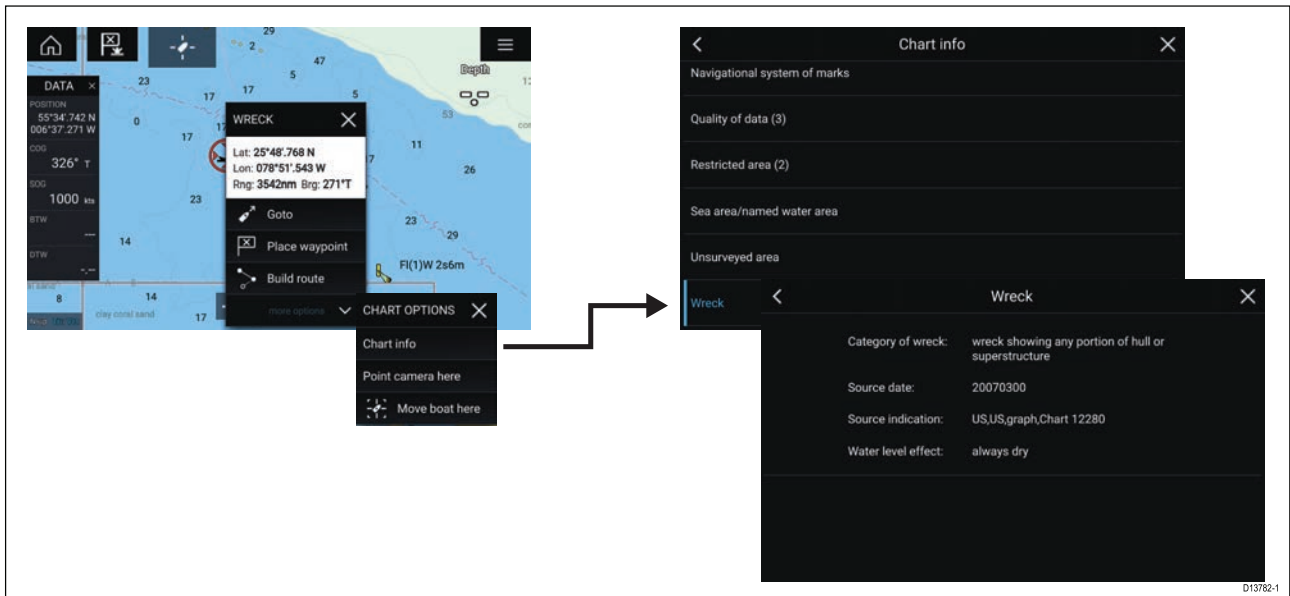 29
2
47
5
Depth
23
17
17
5
12
DATA ×
POSITION
55°34'.742 N
006°37'.271 W
COG
326° T
SOG
1000 kts
BTW
---
DTW
-.--
0
17
17
53
WRECK
Lat: 25°48'.768 N
Lon: 078°51'.543 W
Rng: 3542nm Brg: 271°T
7
11
26
23
Goto
Place waypoint
Build route
more options
23
29
14
Fl(1)W 2s6m
8
14
clay coral sand
17
CHART OPTIONS
Chart info
Point camera here
Move boat here
Chart info
Navigational system of marks
Quality of data (3)
Restricted area (2)
Sea area/named water area
Unsurveyed area
Wreck
Wreck
Category of wreck: wreck showing any portion of hull or
superstructure
Source date: 20070300
Source indication: US,US,graph,Chart 12280
Water level effect: always dry
D13782-1